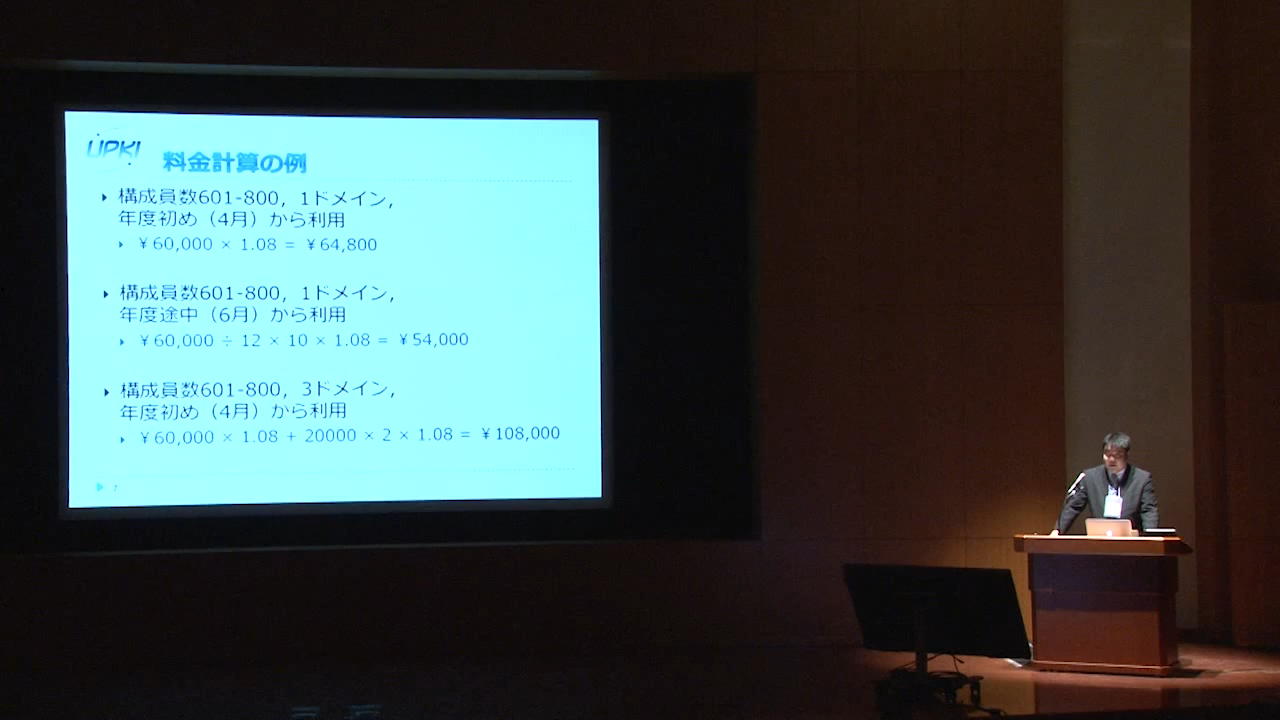 UPKI
料金計算の例
構成員数601-800，1ドメイン，
年度初め（4月）から利用
￥60,000 × 1.08 = ￥64,800
構成員数601-800，1ドメイン，
年度途中（6月）から利用
￥60,000 ÷ 12 × 10 × 1.08 = ￥54,000
構成員数601-800，3ドメイン，
年度初め（4月）から利用
￥60,000 × 1.08 + 20000 × 2 × 1.08 = ￥108,000
7